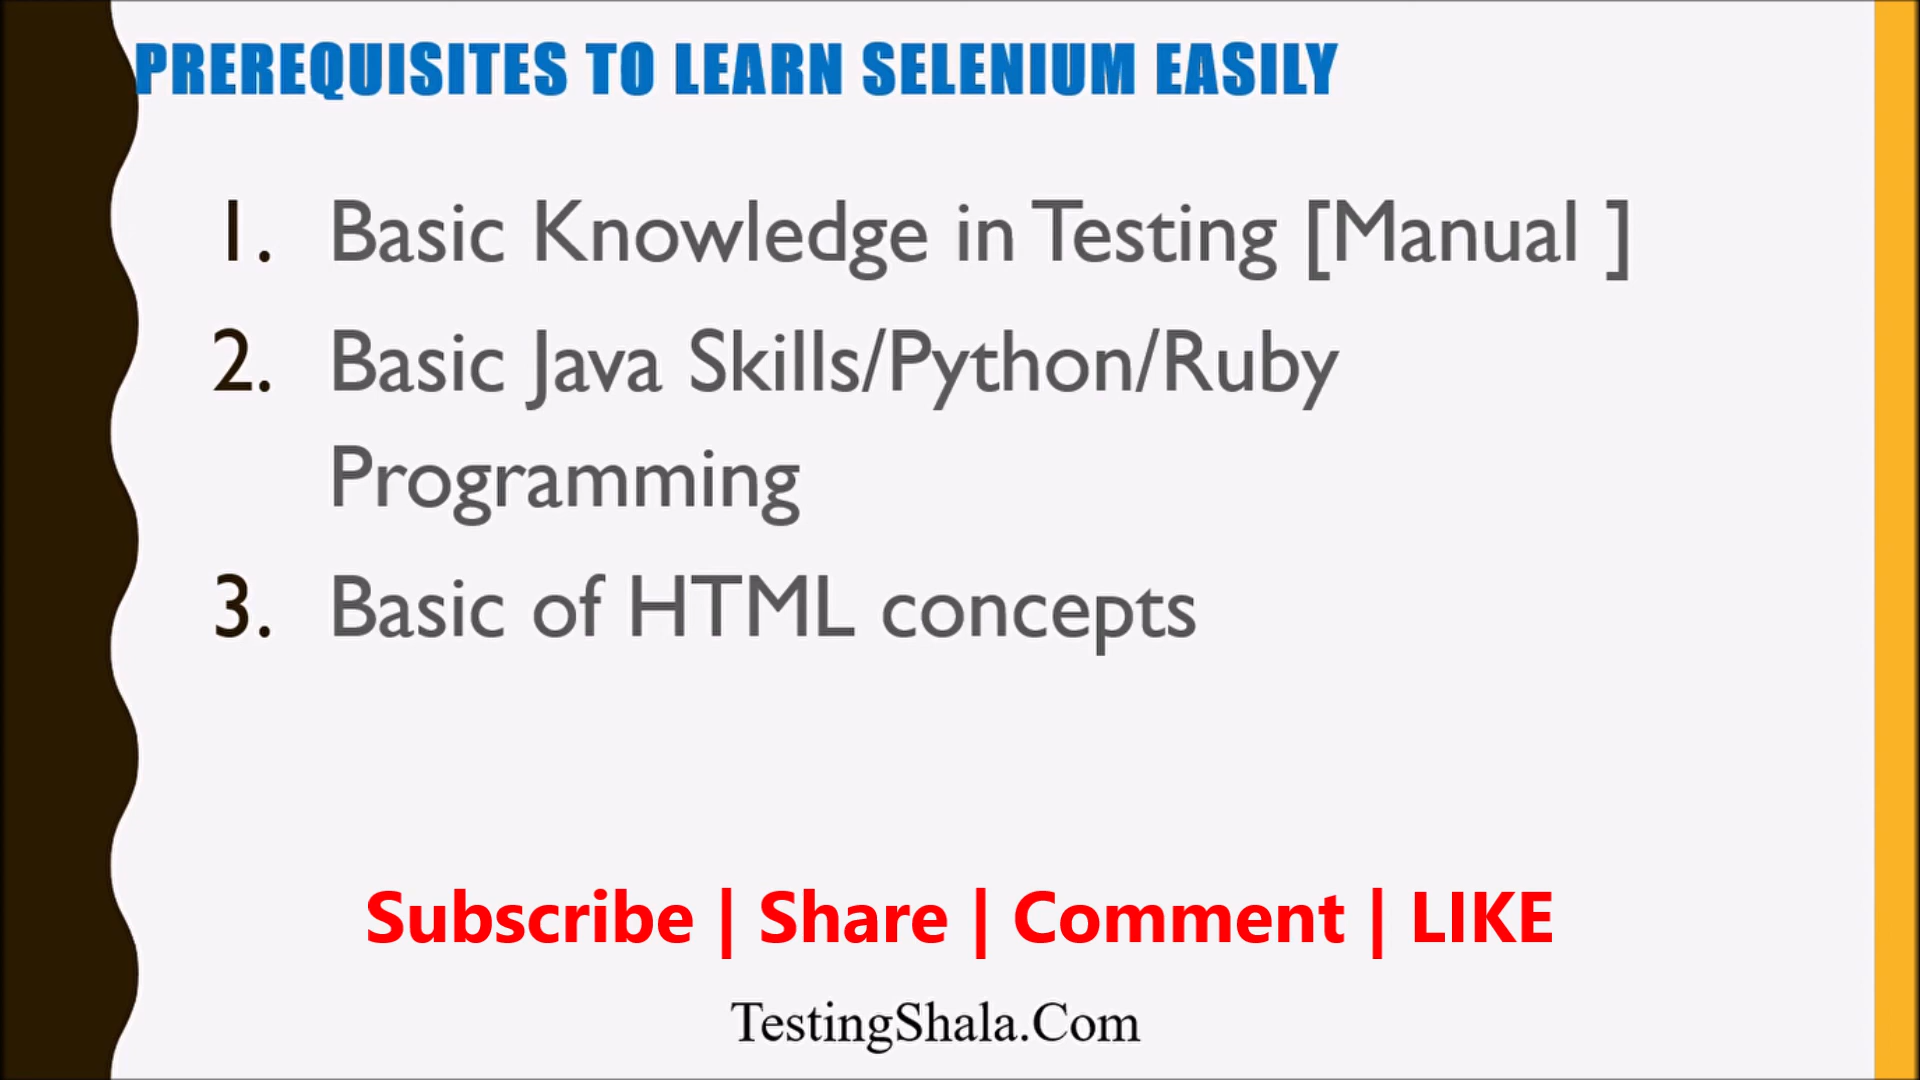 PREREQUISITES TO LEARN SELENIUM EASILY
1. Basic Knowledge in Testing [Manual ]
2. Basic Java Skills/Python/Ruby
Programming
3. Basic of HTML concepts
Subscribe | Share | Comment | LIKE
TestingShala.Com